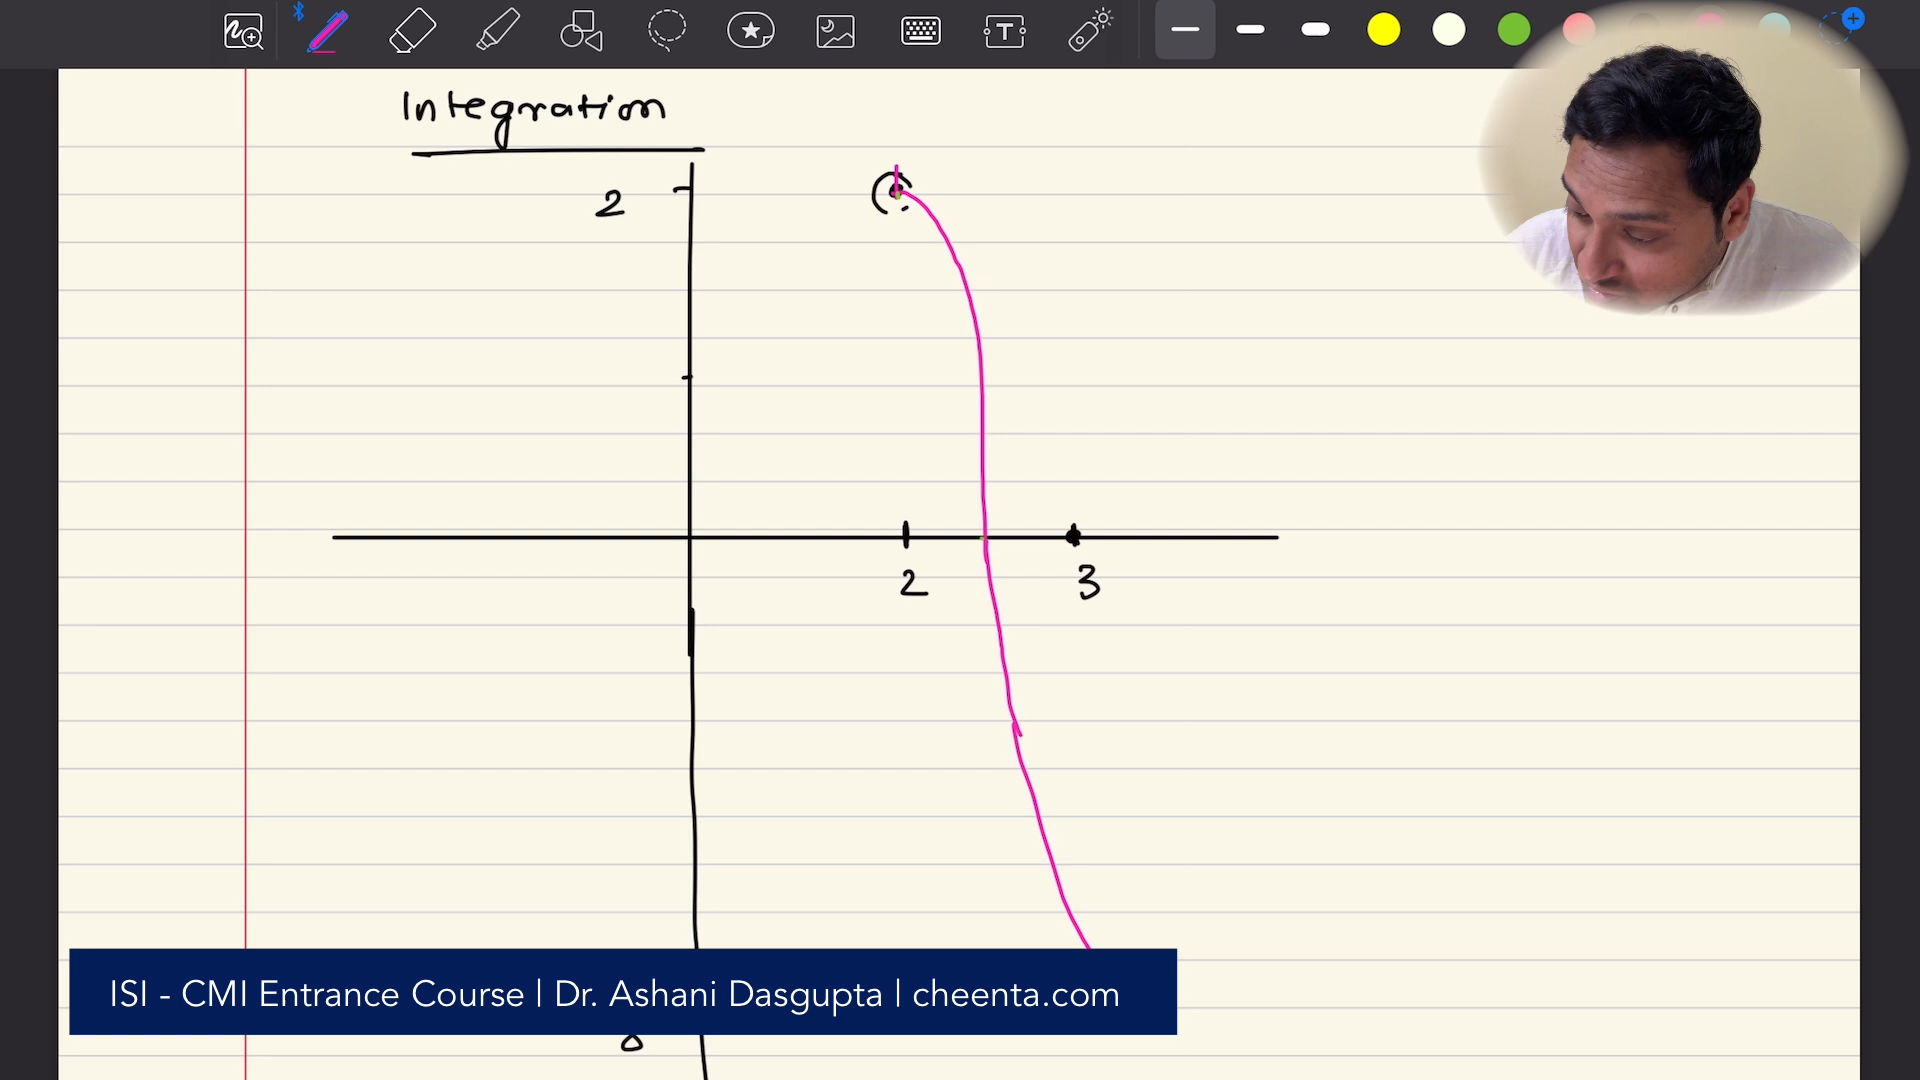 T
Integration
2
2
3
ISI - CMI Entrance Course | Dr. Ashani Dasgupta | cheenta.com